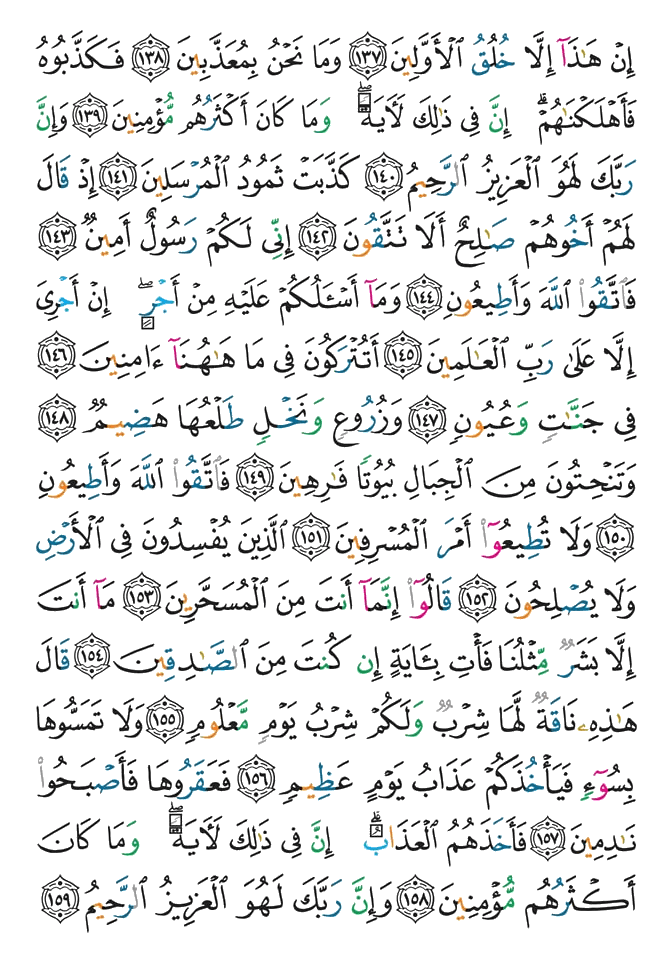 إِنْ هَٰذَآ إِلَّا خُلُقُ ٱلْأَوَّلِينَ ١٣٧ وَمَا نَحْنُ بِمُعَذَّبِينَ ١٣٨ فَكَذَّبُوهُ
فَأَهْلَكْنَٰهُمْ ۗ إِنَّ فِى ذَٰلِكَ لَأٓيَةً ۖ وَمَا كَانَ أَكْثَرُهُم مُّؤْمِنِينَ ١٣٩ وَإِنَّ
رَبَّكَ لَهُوَ ٱلْعَزِيزُ ٱلرَّحِيمُ ١٤٠ كَذَّبَتْ ثَمُودُ ٱلْمُرْسَلِينَ ١٤١ إِذْ قَالَ
لَهُمْ أَخُوهُمْ صَٰلِحٌ أَلَا تَتَّقُونَ ١٤٢ إِنِّى لَكُمْ رَسُولٌ أَمِينٌ ١٤٣
فَٱتَّقُوا۟ ٱللَّهَ وَأَطِيعُونِ ١٤٤ وَمَآ أَسْـَٔلُكُمْ عَلَيْهِ مِنْ أَجْرٍ ۖ إِنْ أَجْرِىَ
إِلَّا عَلَىٰ رَبِّ ٱلْعَٰلَمِينَ ١٤٥ أَتُتْرَكُونَ فِى مَا هَٰهُنَآ ءَامِنِينَ ١٤٦
فِى جَنَّٰتٍ وَعُيُونٍ ١٤٧ وَزُرُوعٍ وَنَخْلٍ طَلْعُهَا هَضِيمٌ ١٤٨
وَتَنْحِتُونَ مِنَ ٱلْجِبَالِ بُيُوتًا فَٰرِهِينَ ١٤٩ فَٱتَّقُوا۟ ٱللَّهَ وَأَطِيعُونِ
١٥٠ وَلَا تُطِيعُوٓا۟ أَمْرَ ٱلْمُسْرِفِينَ ١٥١ ٱلَّذِينَ يُفْسِدُونَ فِى ٱلْأَرْضِ
وَلَا يُصْلِحُونَ ١٥٢ قَالُوٓا۟ إِنَّمَآ أَنتَ مِنَ ٱلْمُسَحَّرِينَ ١٥٣ مَآ أَنتَ
إِلَّا بَشَرٌ مِّثْلُنَا فَأْتِ بِـَٔايَةٍ إِن كُنتَ مِنَ ٱلصَّٰدِقِينَ ١٥٤ قَالَ
هَٰذِهِۦ نَاقَةٌ لَّهَا شِرْبٌ وَلَكُمْ شِرْبُ يَوْمٍ مَّعْلُومٍ ١٥٥ وَلَا تَمَسُّوهَا
بِسُوٓءٍ فَيَأْخُذَكُمْ عَذَابُ يَوْمٍ عَظِيمٍ ١٥٦ فَعَقَرُوهَا فَأَصْبَحُوا۟
نَٰدِمِينَ ١٥٧ فَأَخَذَهُمُ ٱلْعَذَابُ ۗ إِنَّ فِى ذَٰلِكَ لَأٓيَةً ۖ وَمَا كَانَ
أَكْثَرُهُم مُّؤْمِنِينَ ١٥٨ وَإِنَّ رَبَّكَ لَهُوَ ٱلْعَزِيزُ ٱلرَّحِيمُ ١٥٩